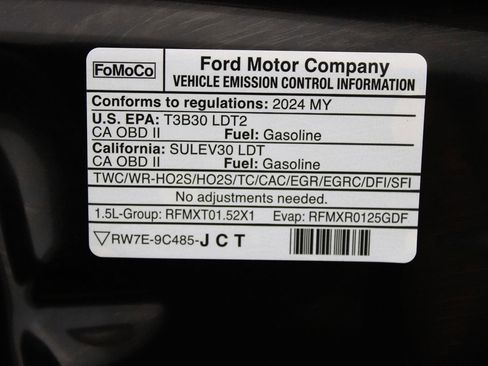 FoMoCo
Ford Motor Company
VEHICLE EMISSION CONTROL INFORMATION
Conforms to regulations: 2024 MY
U.S. EPA: T3B30 LDT2
CA OBD II Fuel: Gasoline
California: SULEV30 LDT
CA OBD II Fuel: Gasoline
TWC/WR-HO2S/HO2S/TC/CAC/EGR/EGRC/DFI/SFI
No adjustments needed.
1.5L-Group: RFMXT01.52X1 Evap: RFMXR0125GDF
▽RW7E-9C485-J C T